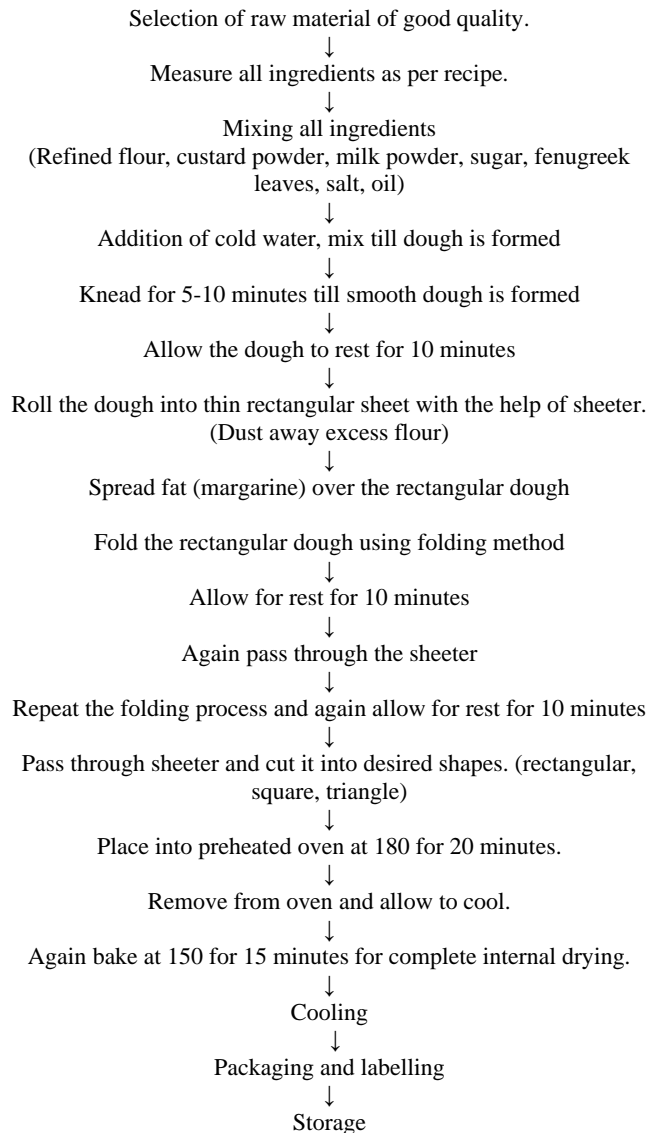 Selection of raw material of good quality.
↓
Measure all ingredients as per recipe.
↓
Mixing all ingredients
(Refined flour, custard powder, milk powder, sugar, fenugreek
leaves, salt, oil)
↓
Addition of cold water, mix till dough is formed
↓
Knead for 5-10 minutes till smooth dough is formed
↓
Allow the dough to rest for 10 minutes
↓
Roll the dough into thin rectangular sheet with the help of sheeter.
(Dust away excess flour)
↓
Spread fat (margarine) over the rectangular dough
Fold the rectangular dough using folding method
↓
Allow for rest for 10 minutes
↓
Again pass through the sheeter
↓
Repeat the folding process and again allow for rest for 10 minutes
↓
Pass through sheeter and cut it into desired shapes. (rectangular,
square, triangle)
↓
Place into preheated oven at 180 for 20 minutes.
↓
Remove from oven and allow to cool.
↓
Again bake at 150 for 15 minutes for complete internal drying.
↓
Cooling
↓
Packaging and labelling
↓
Storage